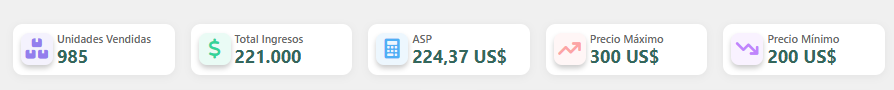 Unidades Vendidas
985
Total Ingresos
221.000
ASP
224,37 US$
Precio Máximo
300 US$
Precio Mínimo
200 US$